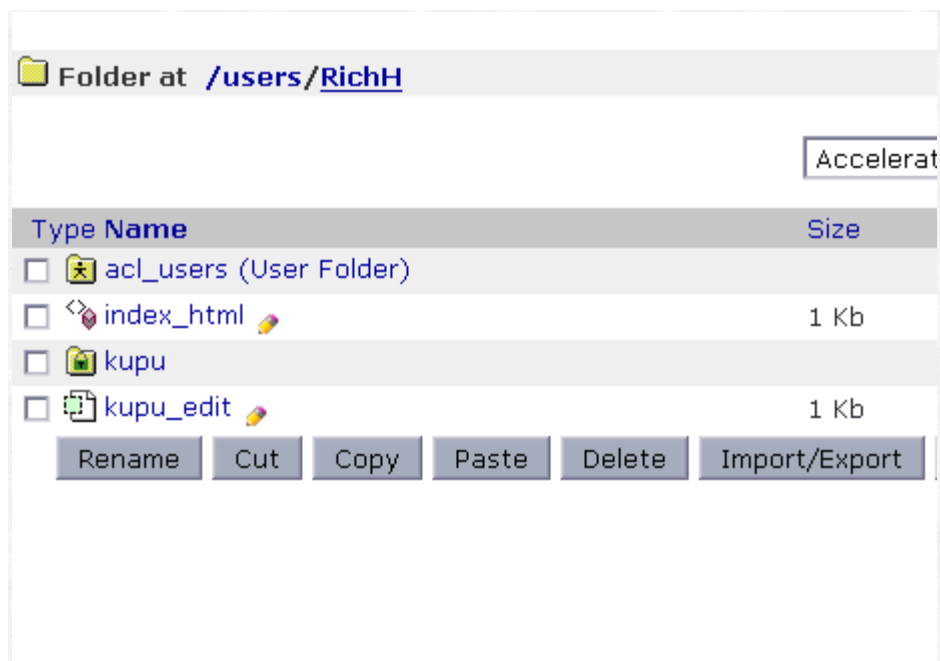 Folder at /users/RichH
Accelerat
Type Name Size
acl_users (User Folder)
index_html 1 Kb
kupu
kupu_edit 1 Kb
Rename Cut Copy Paste Delete Import/Export